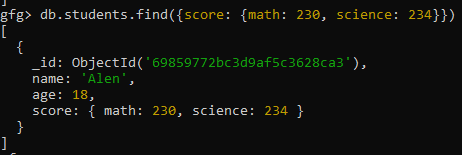 gfg> db.students.find({score: {math: 230, science: 234}})
[
  {
    _id: ObjectId('69859772bc3d9af5c3628ca3'),
    name: 'Alen',
    age: 18,
    score: { math: 230, science: 234 }
  }
]